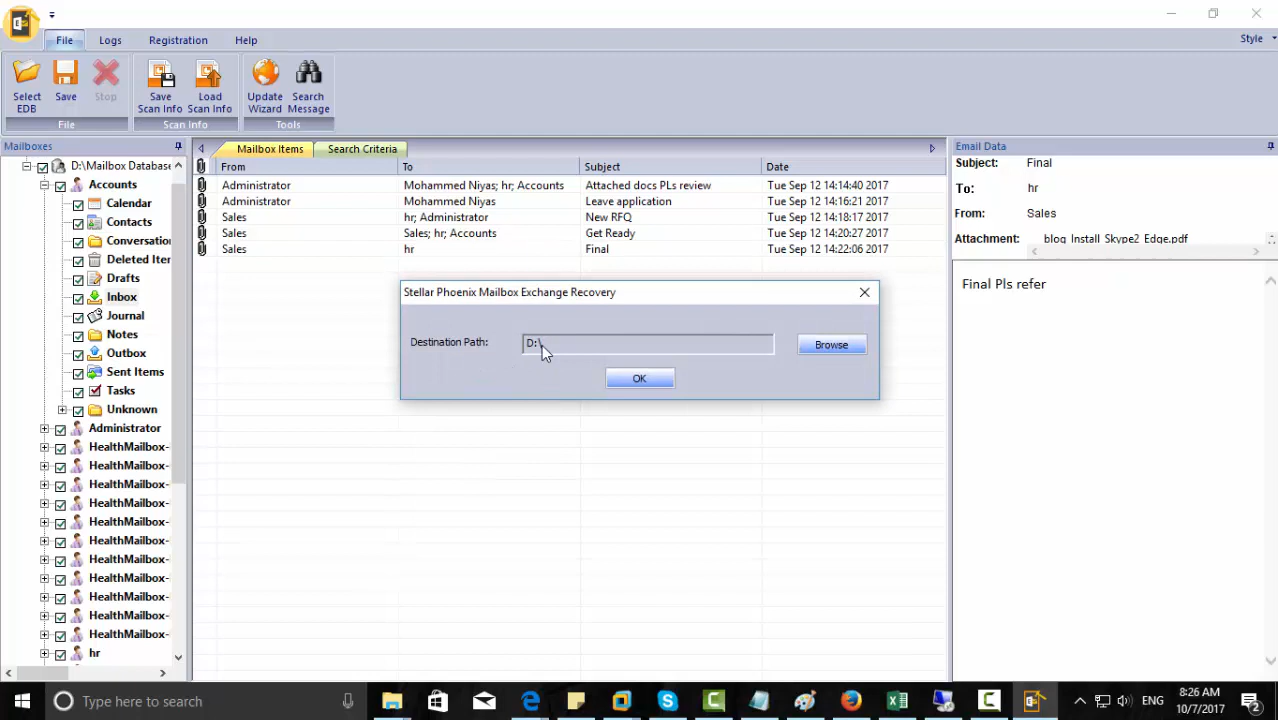 File
Logs
Registration
Help
Style
Select EDB
Save
Stop
Save Scan Info
Load Scan Info
Update Wizard
Search Message
File
Scan Info
Tools
Mailboxes
D:\Mailbox Database
Accounts
Calendar
Contacts
Conversation
Deleted Iter
Drafts
Inbox
Journal
Notes
Outbox
Sent Items
Tasks
Unknown
Administrator
HealthMailbox-
HealthMailbox-
HealthMailbox-
HealthMailbox-
HealthMailbox-
HealthMailbox-
HealthMailbox-
HealthMailbox-
HealthMailbox-
HealthMailbox-
HealthMailbox-
hr
Mailbox Items
Search Criteria
From To Subject Date
Administrator Mohammed Niyas; hr; Accounts Attached docs PLs review Tue Sep 12 14:14:40 2017
Administrator Mohammed Niyas Leave application Tue Sep 12 14:16:21 2017
Sales hr; Administrator New RFQ Tue Sep 12 14:18:17 2017
Sales Sales; hr; Accounts Get Ready Tue Sep 12 14:20:27 2017
Sales hr Final Tue Sep 12 14:22:06 2017
Stellar Phoenix Mailbox Exchange Recovery
Destination Path: D:\ Browse
OK
Email Data
Subject: Final
To: hr
From: Sales
Attachment: blog Install Skype2 Edge.pdf
Final Pls refer
Type here to search
ENG
8:26 AM
10/7/2017
2